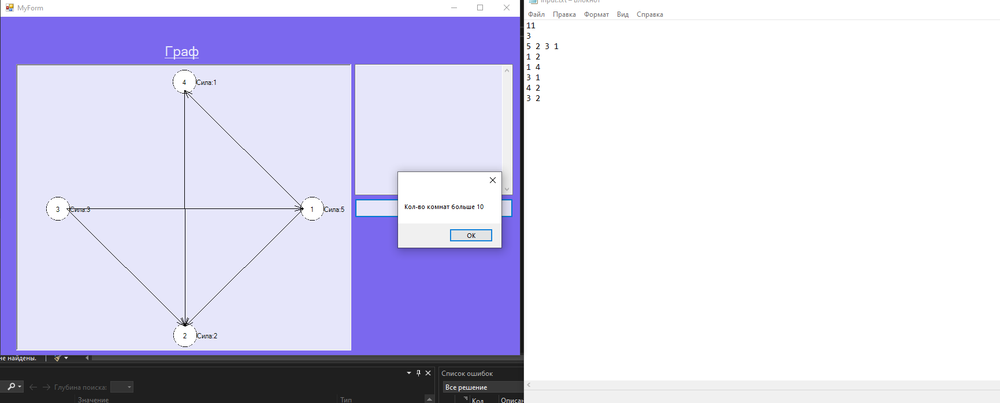 MyForm
Граф
4
Сила:1
3
Сила:3
1
Сила:5
2
Сила:2
Кол-во комнат больше 10
OK
не найдены.
Глубина поиска:
Значение
Тип
Список ошибок
Все решение
Код
input.txt – Блокнот
Файл Правка Формат Вид Справка
11
3
5 2 3 1
1 2
1 4
3 1
4 2
3 2